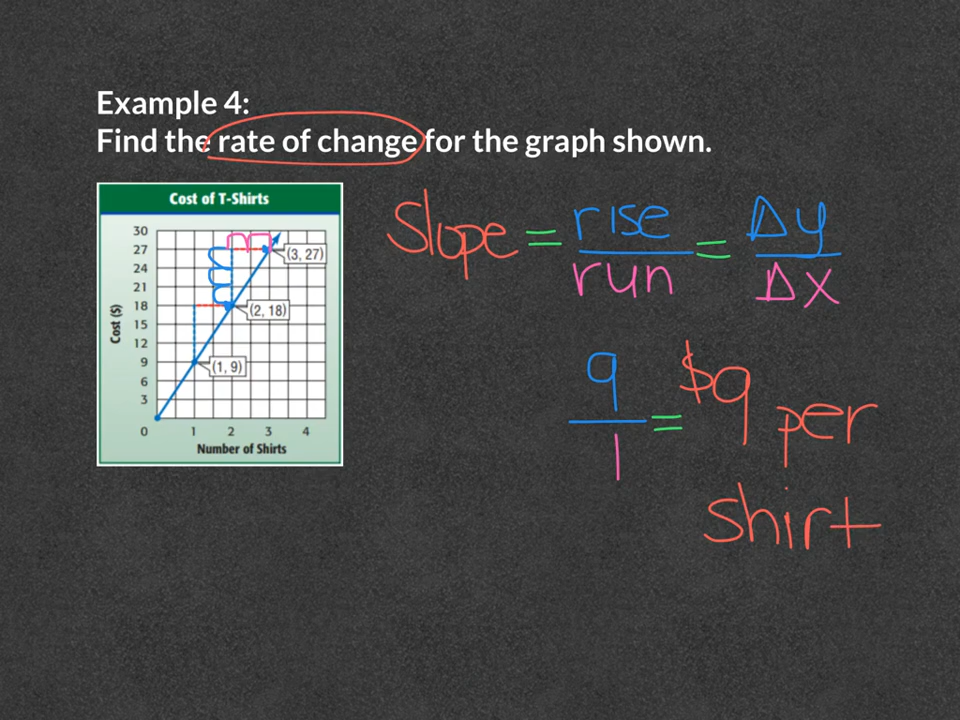 Example 4:
Find the rate of change for the graph shown.
Cost of T-Shirts
Cost ($)
30
27
24
21
18
15
12
9
6
3
0
1 2 3 4
Number of Shirts
(3, 27)
(2, 18)
(1, 9)
Slope = rise/run = Δy/Δx
9/1 = $9 per
shirt